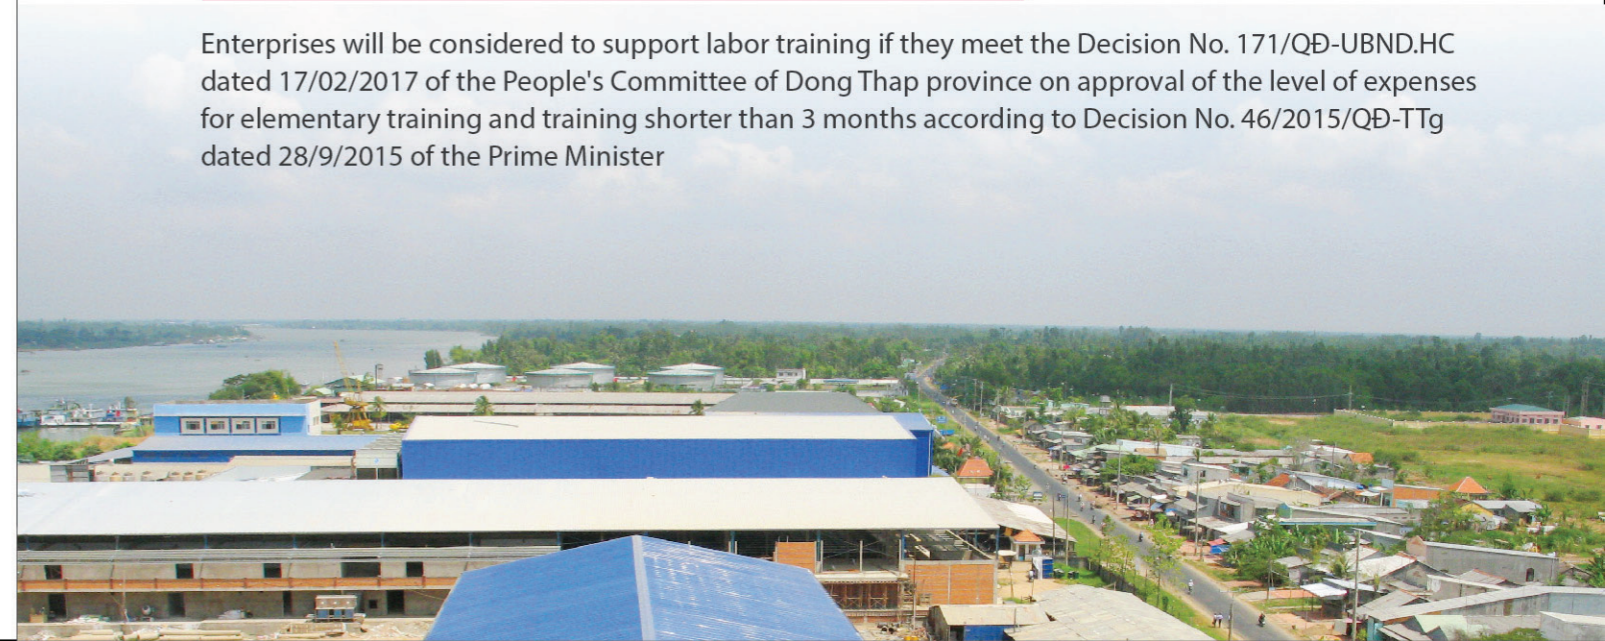 Enterprises will be considered to support labor training if they meet the Decision No. 171/QĐ-UBND.HC
dated 17/02/2017 of the People's Committee of Dong Thap province on approval of the level of expenses
for elementary training and training shorter than 3 months according to Decision No. 46/2015/QĐ-TTg
dated 28/9/2015 of the Prime Minister